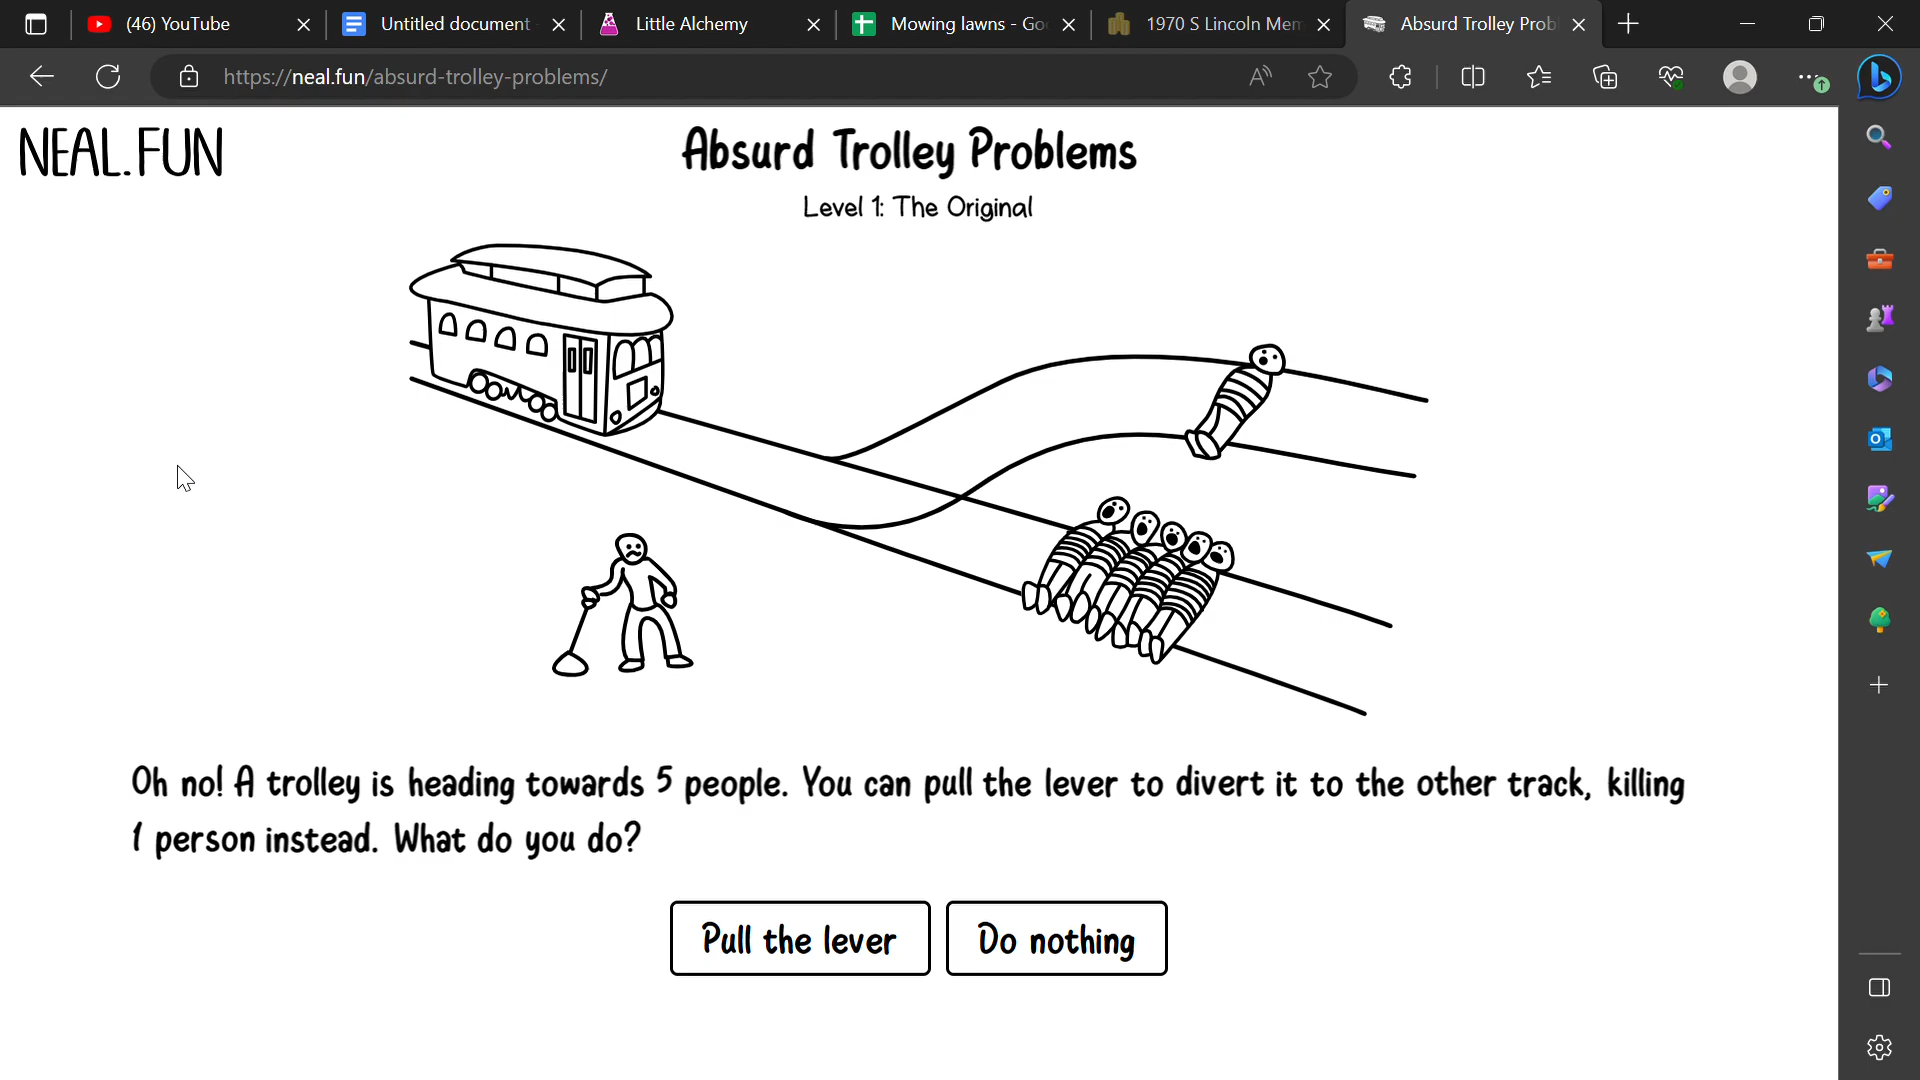 (46) YouTube
Untitled document
Little Alchemy
Mowing lawns - Go
1970 S Lincoln Mem
Absurd Trolley Prob
https://neal.fun/absurd-trolley-problems/
NEAL.FUN
Absurd Trolley Problems
Level 1: The Original
Oh no! A trolley is heading towards 5 people. You can pull the lever to divert it to the other track, killing
1 person instead. What do you do?
Pull the lever
Do nothing